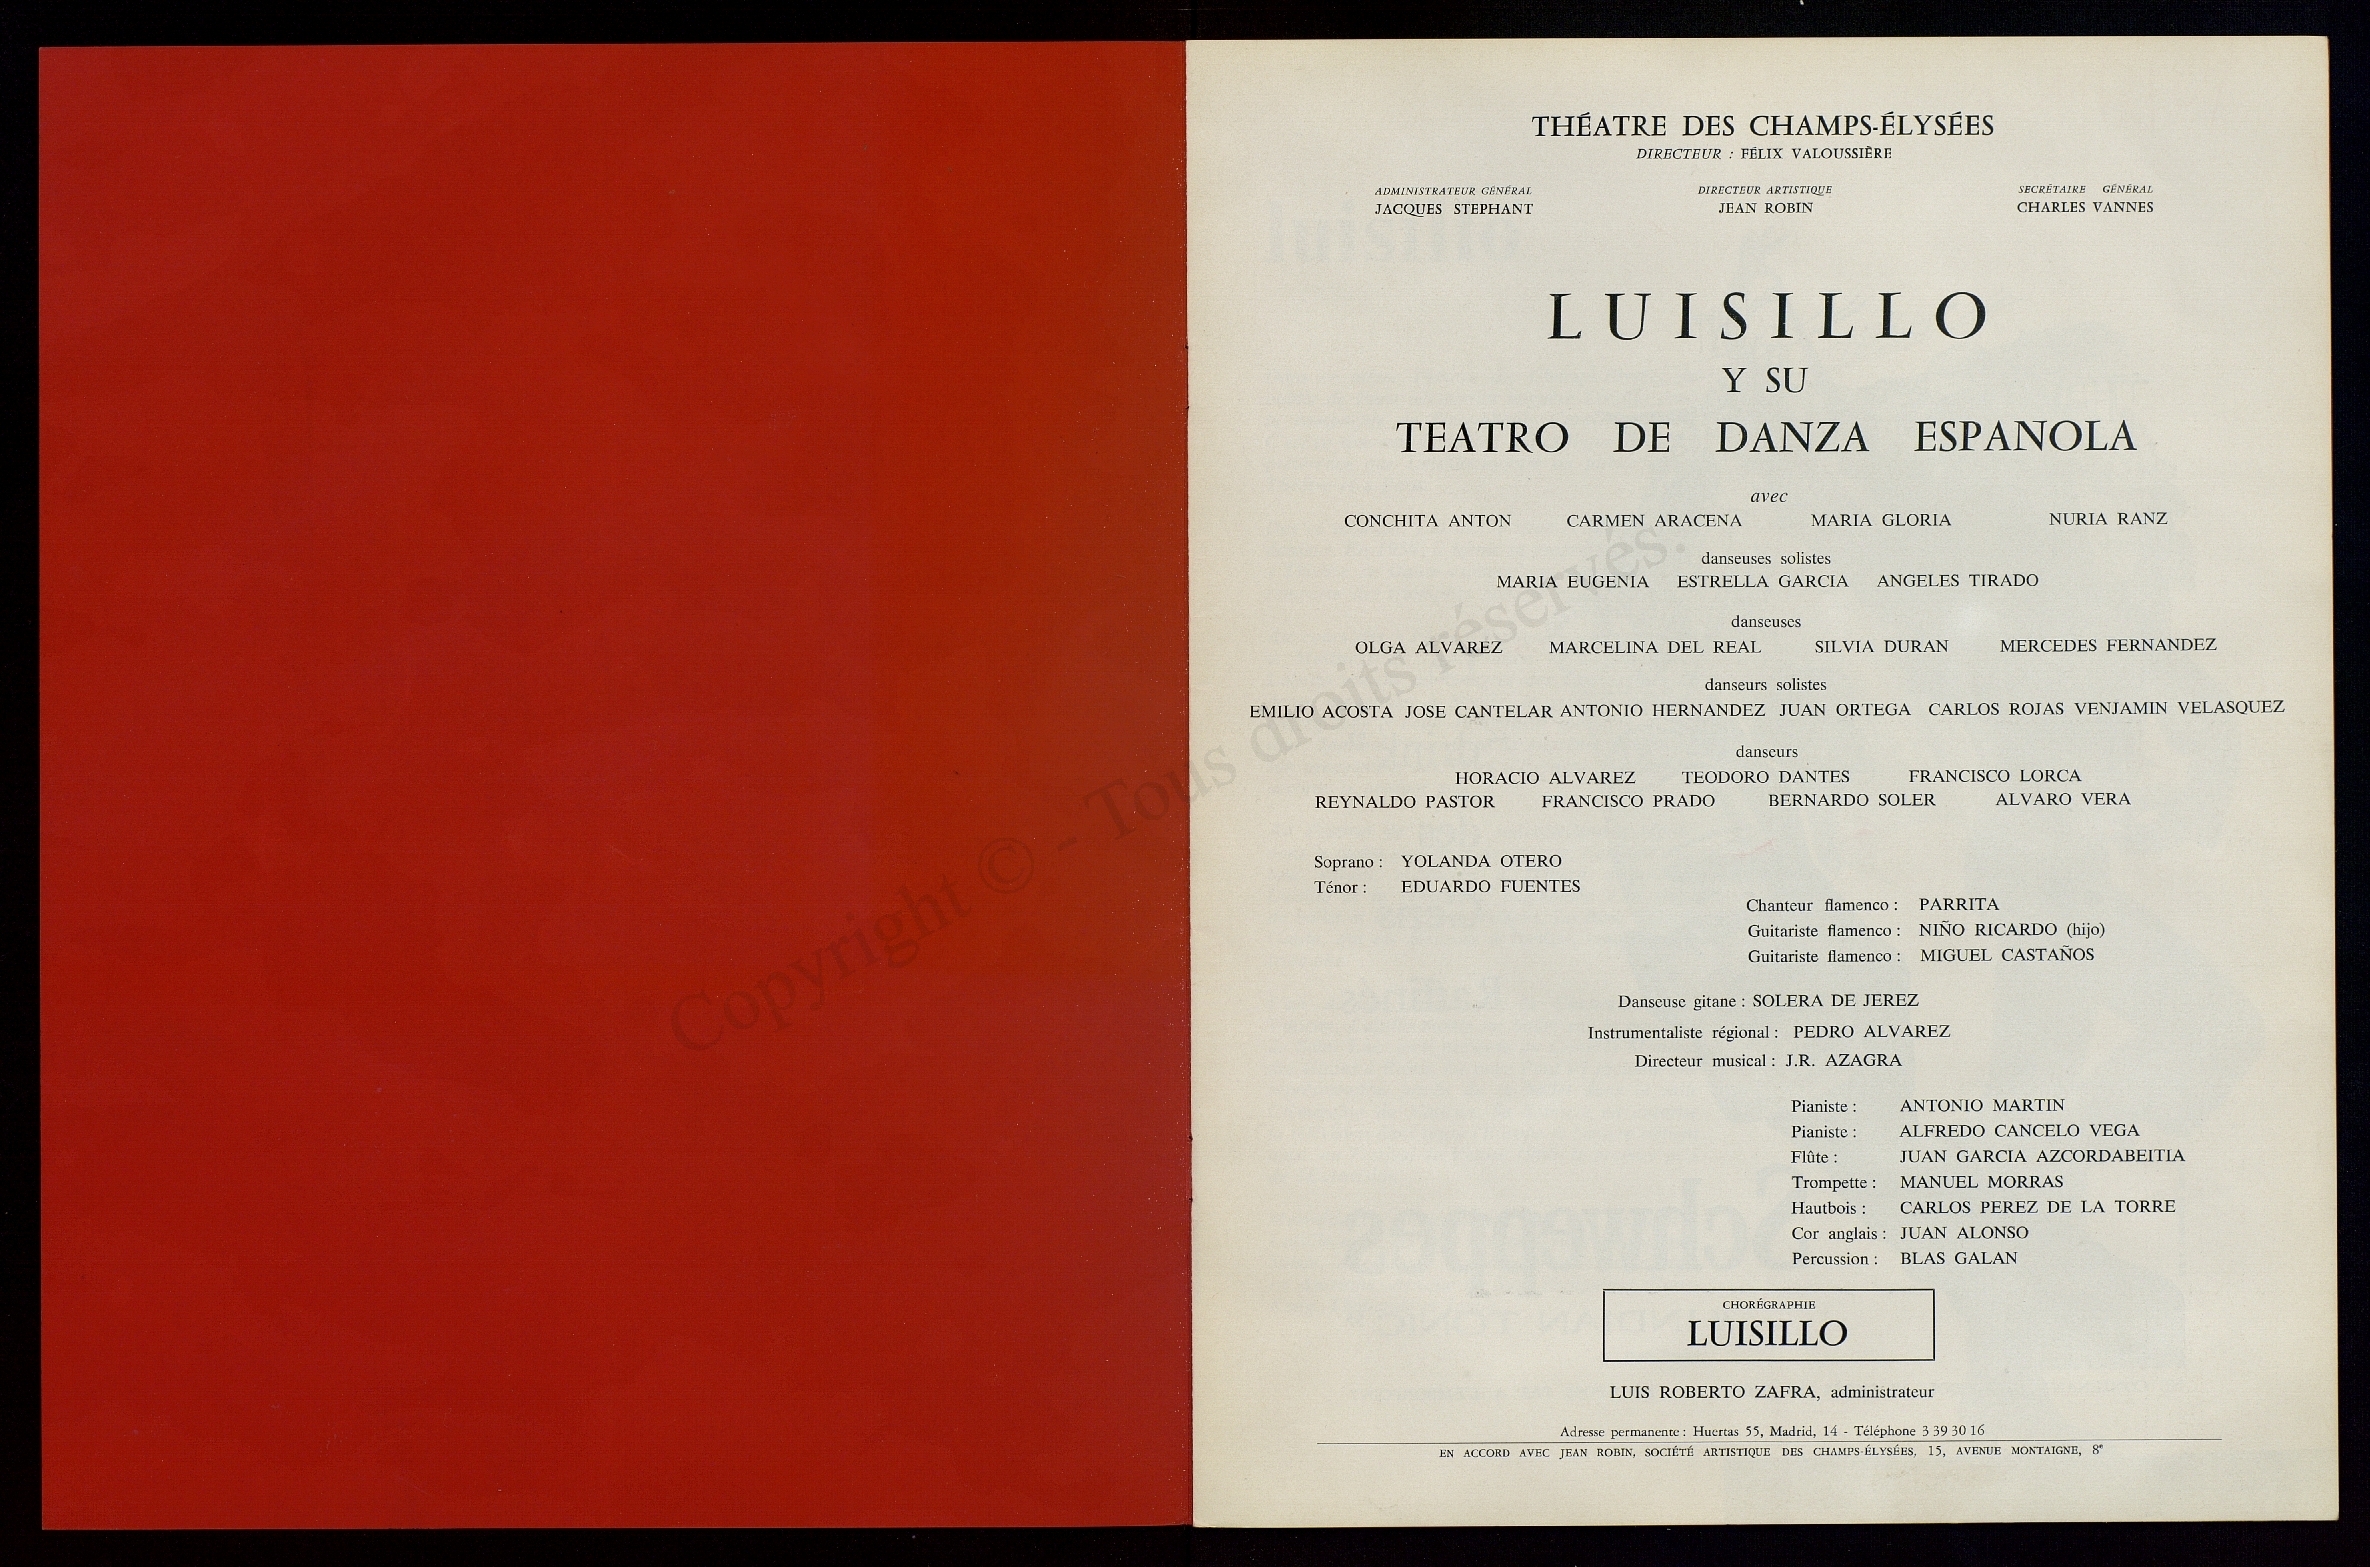 THÉATRE DES CHAMPS-ÉLYSÉES
DIRECTEUR : FÉLIX VALOUSSIÈRE
ADMINISTRATEUR GÉNÉRAL DIRECTEUR ARTISTIQUE SECRÉTAIRE GÉNÉRAL
JACQUES STEPHANT JEAN ROBIN CHARLES VANNES
LUISILLO
Y SU
TEATRO DE DANZA ESPANOLA
avec
CONCHITA ANTON CARMEN ARACENA MARIA GLORIA NURIA RANZ
danseuses solistes
MARIA EUGENIA ESTRELLA GARCIA ANGELES TIRADO
danseuses
OLGA ALVAREZ MARCELINA DEL REAL SILVIA DURAN MERCEDES FERNANDEZ
danseurs solistes
EMILIO ACOSTA JOSE CANTELAR ANTONIO HERNANDEZ JUAN ORTEGA CARLOS ROJAS VENJAMIN VELASQUEZ
danseurs
HORACIO ALVAREZ TEODORO DANTES FRANCISCO LORCA
REYNALDO PASTOR FRANCISCO PRADO BERNARDO SOLER ALVARO VERA
Soprano : YOLANDA OTERO
Ténor : EDUARDO FUENTES
Chanteur flamenco : PARRITA
Guitariste flamenco : NIÑO RICARDO (hijo)
Guitariste flamenco : MIGUEL CASTAÑOS
Danseuse gitane : SOLERA DE JEREZ
Instrumentaliste régional : PEDRO ALVAREZ
Directeur musical : J.R. AZAGRA
Pianiste : ANTONIO MARTIN
Pianiste : ALFREDO CANCELO VEGA
Flûte : JUAN GARCIA AZCORDABEITIA
Trompette : MANUEL MORRAS
Hautbois : CARLOS PEREZ DE LA TORRE
Cor anglais : JUAN ALONSO
Percussion : BLAS GALAN
CHORÉGRAPHIE
LUISILLO
LUIS ROBERTO ZAFRA, administrateur
Adresse permanente : Huertas 55, Madrid, 14 - Téléphone 3 39 30 16
EN ACCORD AVEC JEAN ROBIN, SOCIÉTÉ ARTISTIQUE DES CHAMPS-ÉLYSÉES, 15, AVENUE MONTAIGNE, 8e
Copyright © - Tous droits réservés.